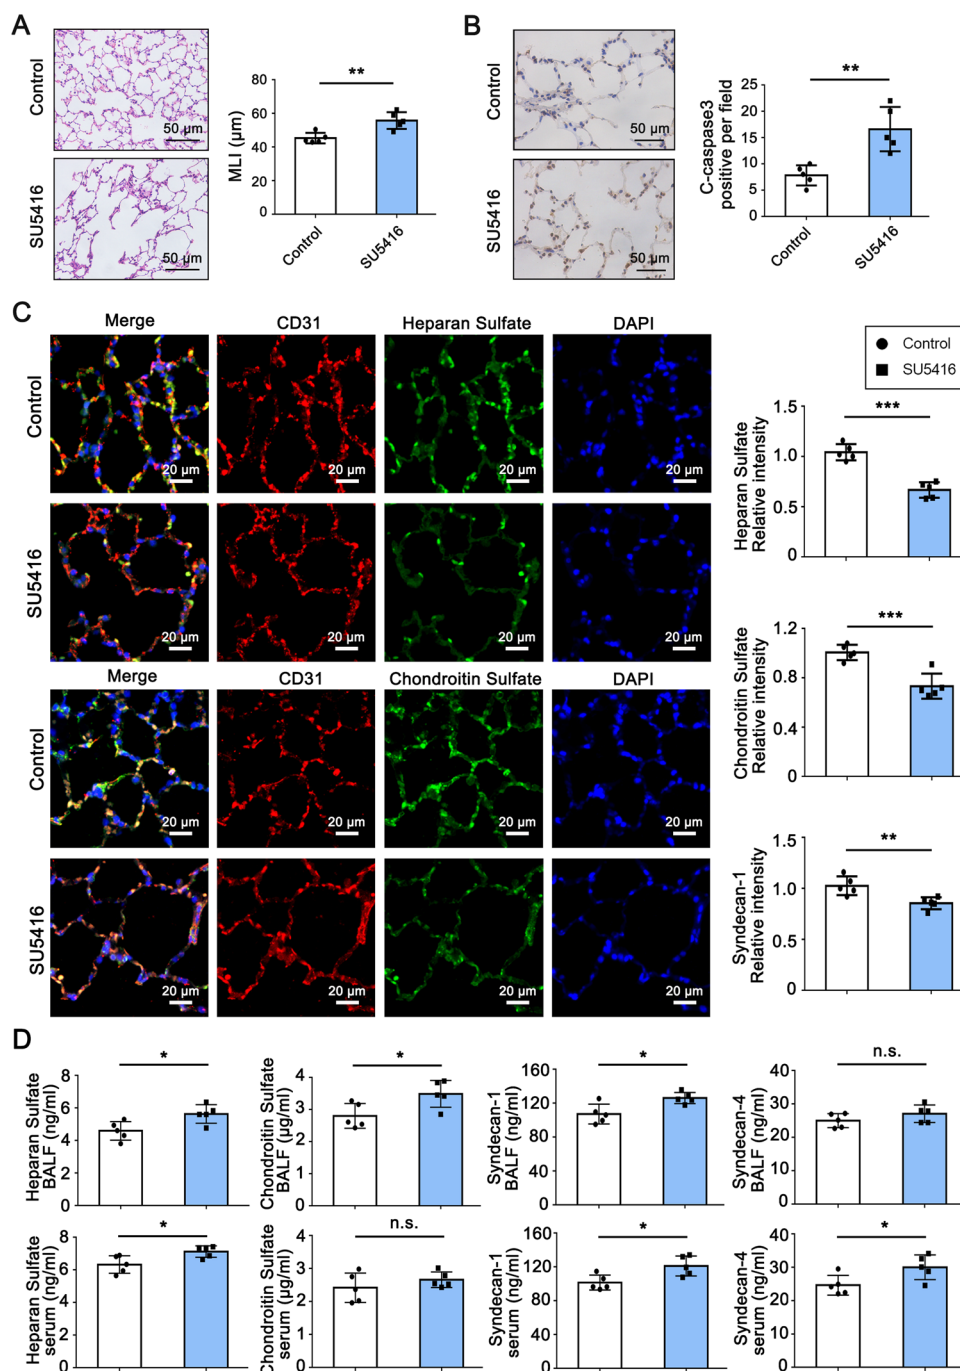 A
Control
50 µm
SU5416
50 µm
MLI (µm)
80
60
40
20
0
**
Control
SU5416
B
Control
50 µm
SU5416
50 µm
C-caspase3
positive per field
25
20
15
10
5
0
**
Control
SU5416
C
Merge
CD31
Heparan Sulfate
DAPI
Control
20 µm
20 µm
20 µm
20 µm
SU5416
20 µm
20 µm
20 µm
20 µm
Merge
CD31
Chondroitin Sulfate
DAPI
Control
20 µm
20 µm
20 µm
20 µm
SU5416
20 µm
20 µm
20 µm
20 µm
Control
SU5416
Heparan Sulfate
Relative intensity
1.5
1.0
0.5
0
***
Chondroitin Sulfate
Relative intensity
1.2
0.8
0.4
0
***
Syndecan-1
Relative intensity
1.5
1.0
0.5
0
**
D
Heparan Sulfate
BALF (ng/ml)
8
6
4
2
0
*
Chondroitin Sulfate
BALF (µg/ml)
4
3
2
1
0
*
Syndecan-1
BALF (ng/ml)
160
120
80
40
0
*
Syndecan-4
BALF (ng/ml)
40
30
20
10
0
n.s.
Heparan Sulfate
serum (ng/ml)
8
6
4
2
0
*
Chondroitin Sulfate
serum (µg/ml)
4
3
2
1
0
n.s.
Syndecan-1
serum (ng/ml)
160
120
80
40
0
*
Syndecan-4
serum (ng/ml)
40
30
20
10
0
*